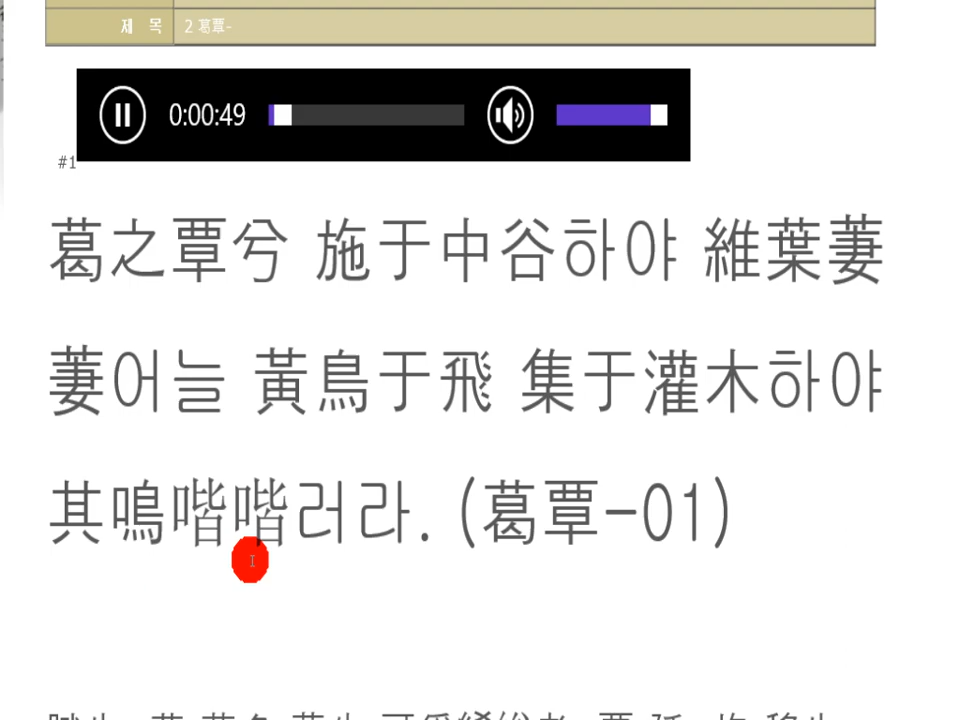 제 목 2 葛覃-
0:00:49
#1
葛之覃兮 施于中谷하야 維葉萋
萋어늘 黃鳥于飛 集于灌木하야
其鳴喈喈러라. (葛覃-01)